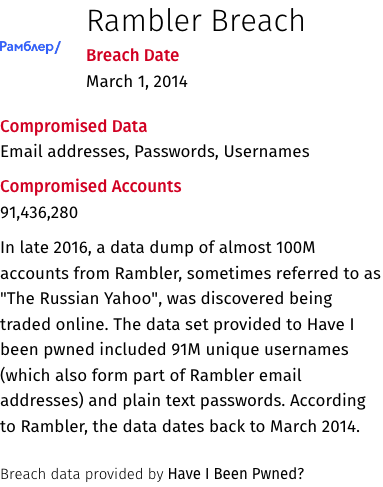 Rambler Breach
Рамблер/
Breach Date
March 1, 2014
Compromised Data
Email addresses, Passwords, Usernames
Compromised Accounts
91,436,280
In late 2016, a data dump of almost 100M
accounts from Rambler, sometimes referred to as
"The Russian Yahoo", was discovered being
traded online. The data set provided to Have I
been pwned included 91M unique usernames
(which also form part of Rambler email
addresses) and plain text passwords. According
to Rambler, the data dates back to March 2014.
Breach data provided by Have I Been Pwned?